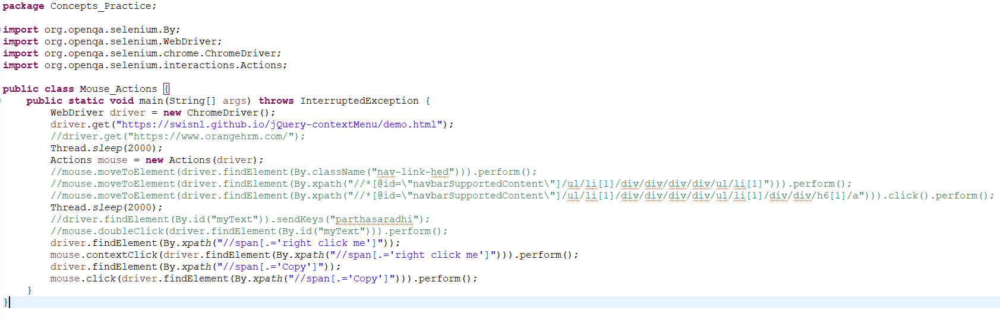 package Concepts_Practice;
import org.openqa.selenium.By;
import org.openqa.selenium.WebDriver;
import org.openqa.selenium.chrome.ChromeDriver;
import org.openqa.selenium.interactions.Actions;
public class Mouse_Actions {
public static void main(String[] args) throws InterruptedException {
WebDriver driver = new ChromeDriver();
driver.get("https://swisnl.github.io/jQuery-contextMenu/demo.html");
//driver.get("https://www.orangehrm.com/");
Thread.sleep(2000);
Actions mouse = new Actions(driver);
//mouse.moveToElement(driver.findElement(By.className("nav-link-hed"))).perform();
//mouse.moveToElement(driver.findElement(By.xpath("//*[@id=\"navbarSupportedContent\"]/ul/li[1]/div/div/div/div/ul/li[1]"))).perform();
//mouse.moveToElement(driver.findElement(By.xpath("//*[@id=\"navbarSupportedContent\"]/ul/li[1]/div/div/div/div/ul/li[1]/div/div/h6[1]/a"))).click().perform();
Thread.sleep(2000);
//driver.findElement(By.id("myText")).sendKeys("parthasaradhi");
//mouse.doubleClick(driver.findElement(By.id("myText"))).perform();
driver.findElement(By.xpath("//span[.='right click me']"));
mouse.contextClick(driver.findElement(By.xpath("//span[.='right click me']"))).perform();
driver.findElement(By.xpath("//span[.='Copy']"));
mouse.click(driver.findElement(By.xpath("//span[.='Copy']"))).perform();
}
}